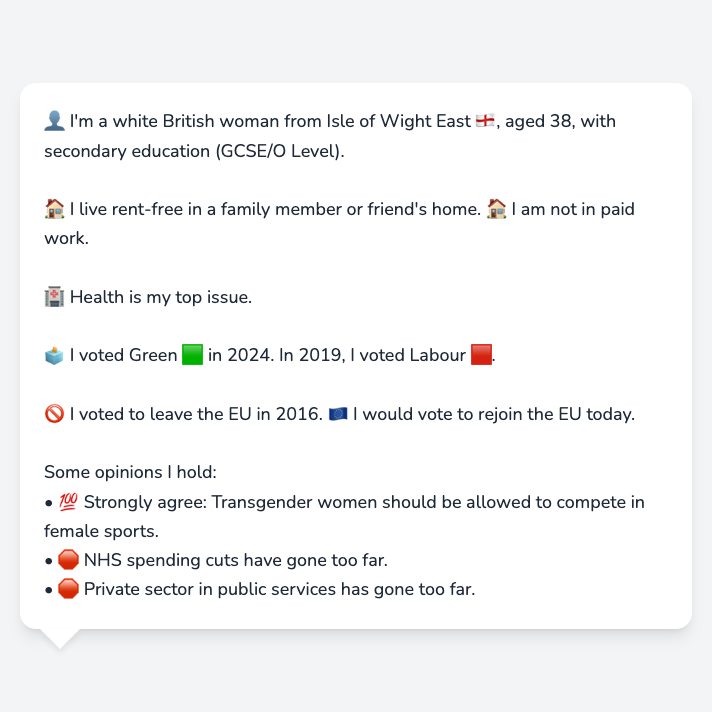 👤 I'm a white British woman from Isle of Wight East 🏴󠁧󠁢󠁥󠁮󠁧󠁿, aged 38, with
secondary education (GCSE/O Level).
🏠 I live rent-free in a family member or friend's home. 🏠 I am not in paid
work.
🏥 Health is my top issue.
🗳️ I voted Green 🟩 in 2024. In 2019, I voted Labour 🟥.
🚫 I voted to leave the EU in 2016. 🇪🇺 I would vote to rejoin the EU today.
Some opinions I hold:
• 💯 Strongly agree: Transgender women should be allowed to compete in
female sports.
• 🛑 NHS spending cuts have gone too far.
• 🛑 Private sector in public services has gone too far.